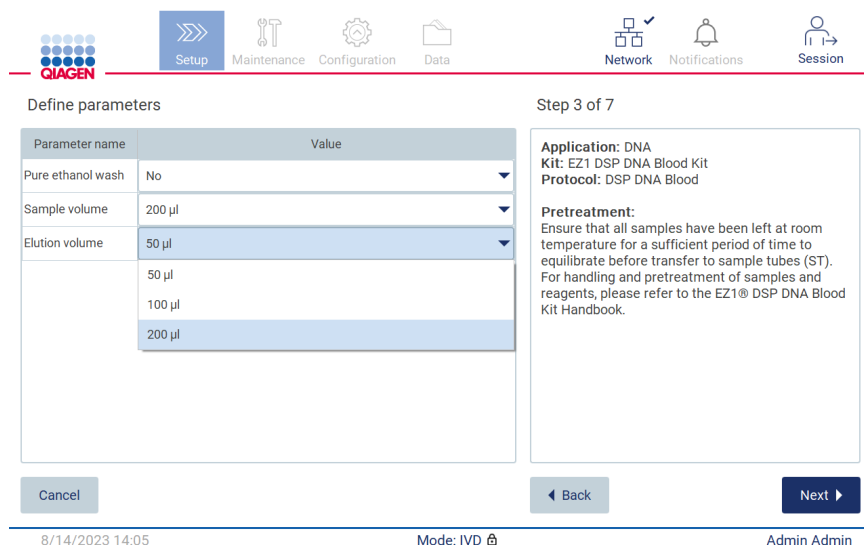 QIAGEN
Setup
Maintenance
Configuration
Data
Network
Notifications
Session
Define parameters
Step 3 of 7
Parameter name
Value
Pure ethanol wash
No
Sample volume
200 µl
Elution volume
50 µl
50 µl
100 µl
200 µl
Application: DNA
Kit: EZ1 DSP DNA Blood Kit
Protocol: DSP DNA Blood
Pretreatment:
Ensure that all samples have been left at room
temperature for a sufficient period of time to
equilibrate before transfer to sample tubes (ST).
For handling and pretreatment of samples and
reagents, please refer to the EZ1® DSP DNA Blood
Kit Handbook.
Cancel
Back
Next
8/14/2023 14:05
Mode: IVD
Admin Admin